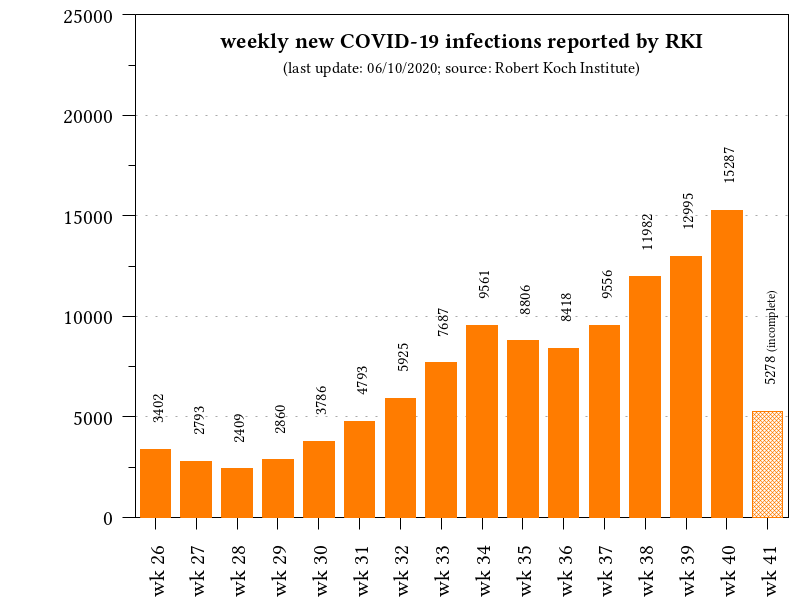 weekly new COVID-19 infections reported by RKI
(last update: 06/10/2020; source: Robert Koch Institute)
25000
20000
15000
10000
5000
0
3402
2793
2409
2860
3786
4793
5925
7687
9561
8806
8418
9556
11982
12995
15287
5278 (incomplete)
wk 26
wk 27
wk 28
wk 29
wk 30
wk 31
wk 32
wk 33
wk 34
wk 35
wk 36
wk 37
wk 38
wk 39
wk 40
wk 41